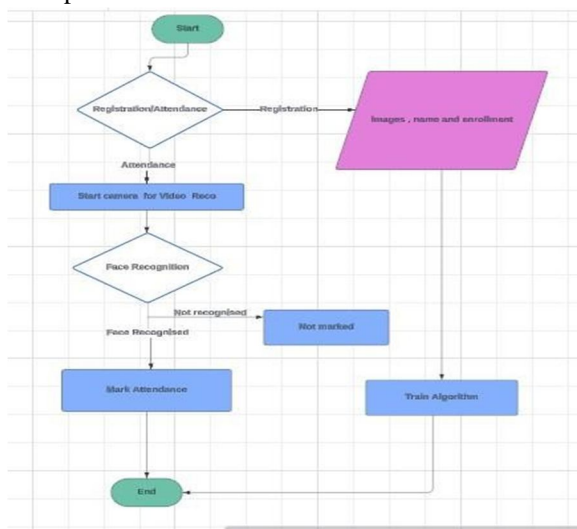 Start
Registration/Attendance
Registration
Images , name and enrollment
Attendance
Start camera for Video Reco
Face Recognition
Not recognised
Not marked
Face Recognised
Mark Attendance
Train Algorithm
End